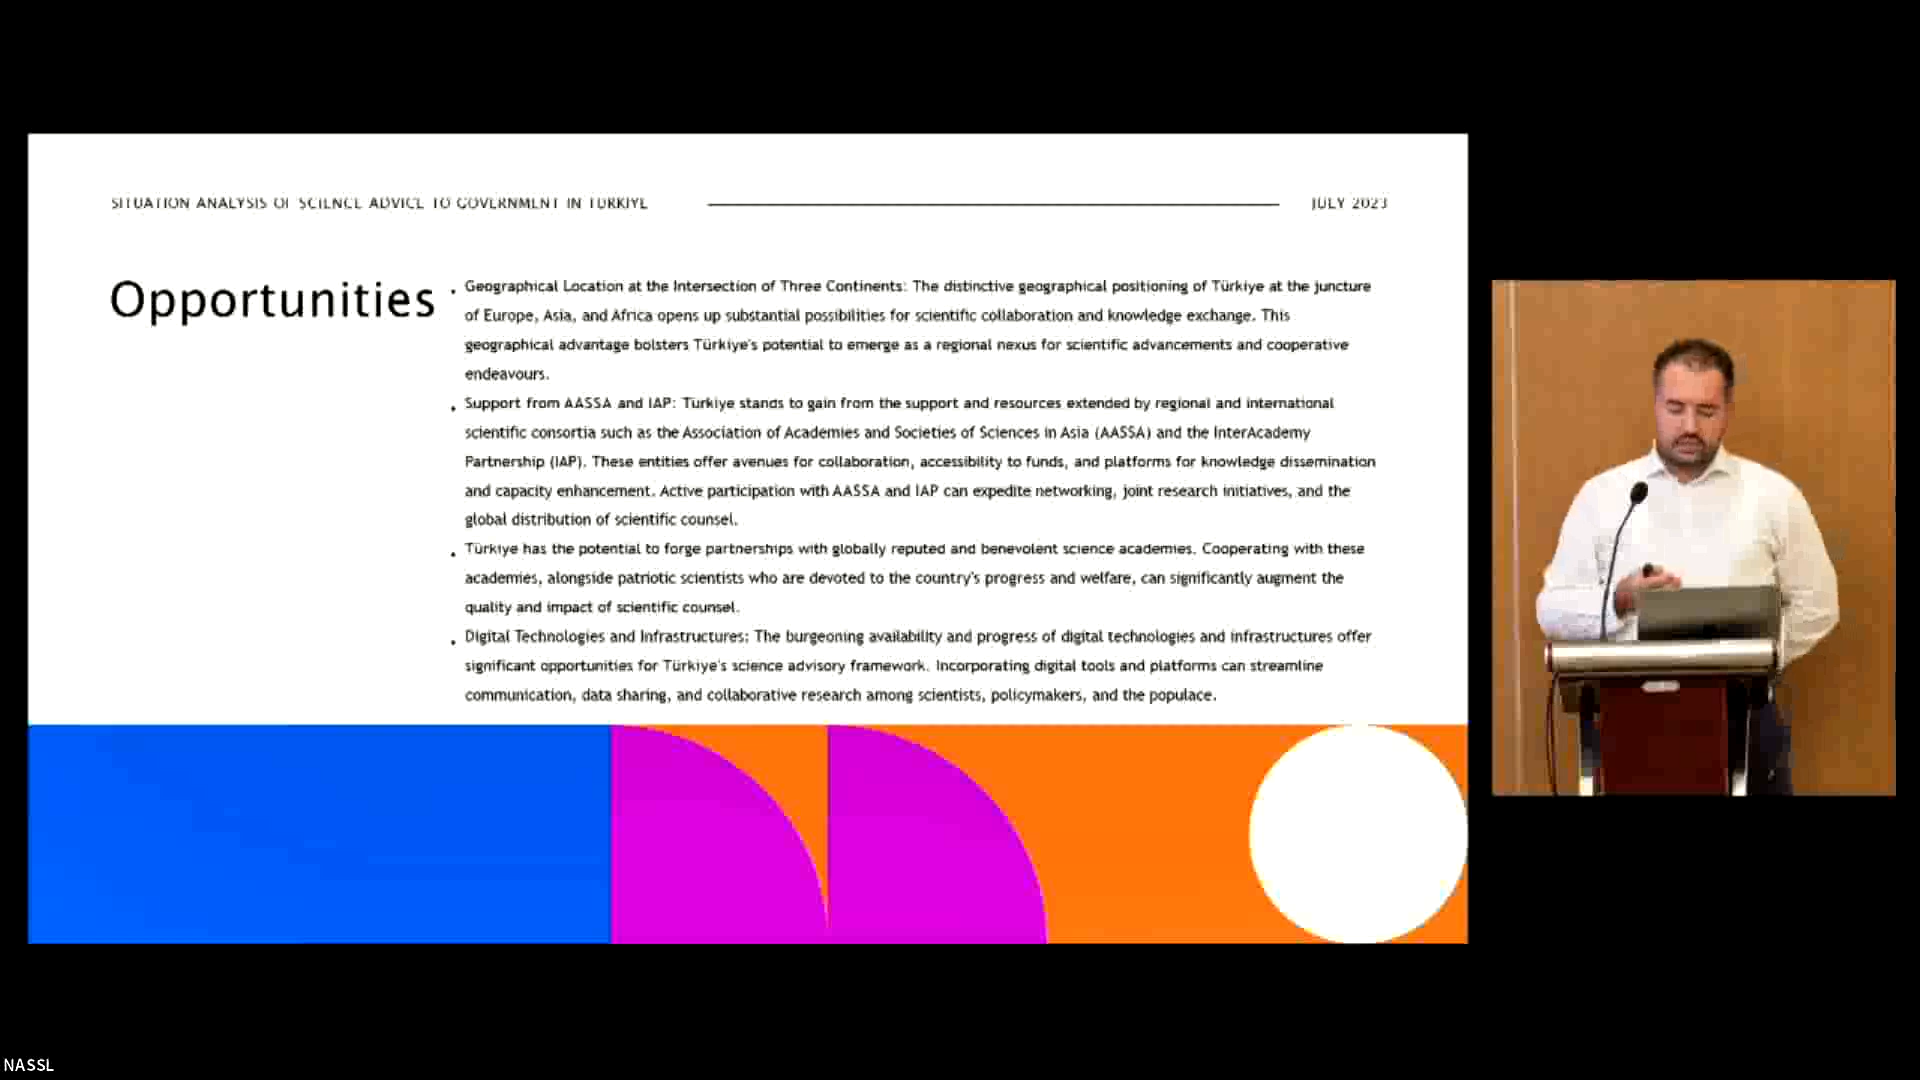 SITUATION ANALYSIS OF SCIENCE ADVICE TO GOVERNMENT IN TÜRKİYE
JULY 2023
Opportunities
• Geographical Location at the Intersection of Three Continents: The distinctive geographical positioning of Türkiye at the juncture
of Europe, Asia, and Africa opens up substantial possibilities for scientific collaboration and knowledge exchange. This
geographical advantage bolsters Türkiye's potential to emerge as a regional nexus for scientific advancements and cooperative
endeavours.
• Support from AASSA and IAP: Türkiye stands to gain from the support and resources extended by regional and international
scientific consortia such as the Association of Academies and Societies of Sciences in Asia (AASSA) and the InterAcademy
Partnership (IAP). These entities offer avenues for collaboration, accessibility to funds, and platforms for knowledge dissemination
and capacity enhancement. Active participation with AASSA and IAP can expedite networking, joint research initiatives, and the
global distribution of scientific counsel.
• Türkiye has the potential to forge partnerships with globally reputed and benevolent science academies. Cooperating with these
academies, alongside patriotic scientists who are devoted to the country's progress and welfare, can significantly augment the
quality and impact of scientific counsel.
• Digital Technologies and Infrastructures: The burgeoning availability and progress of digital technologies and infrastructures offer
significant opportunities for Türkiye's science advisory framework. Incorporating digital tools and platforms can streamline
communication, data sharing, and collaborative research among scientists, policymakers, and the populace.
NASSL